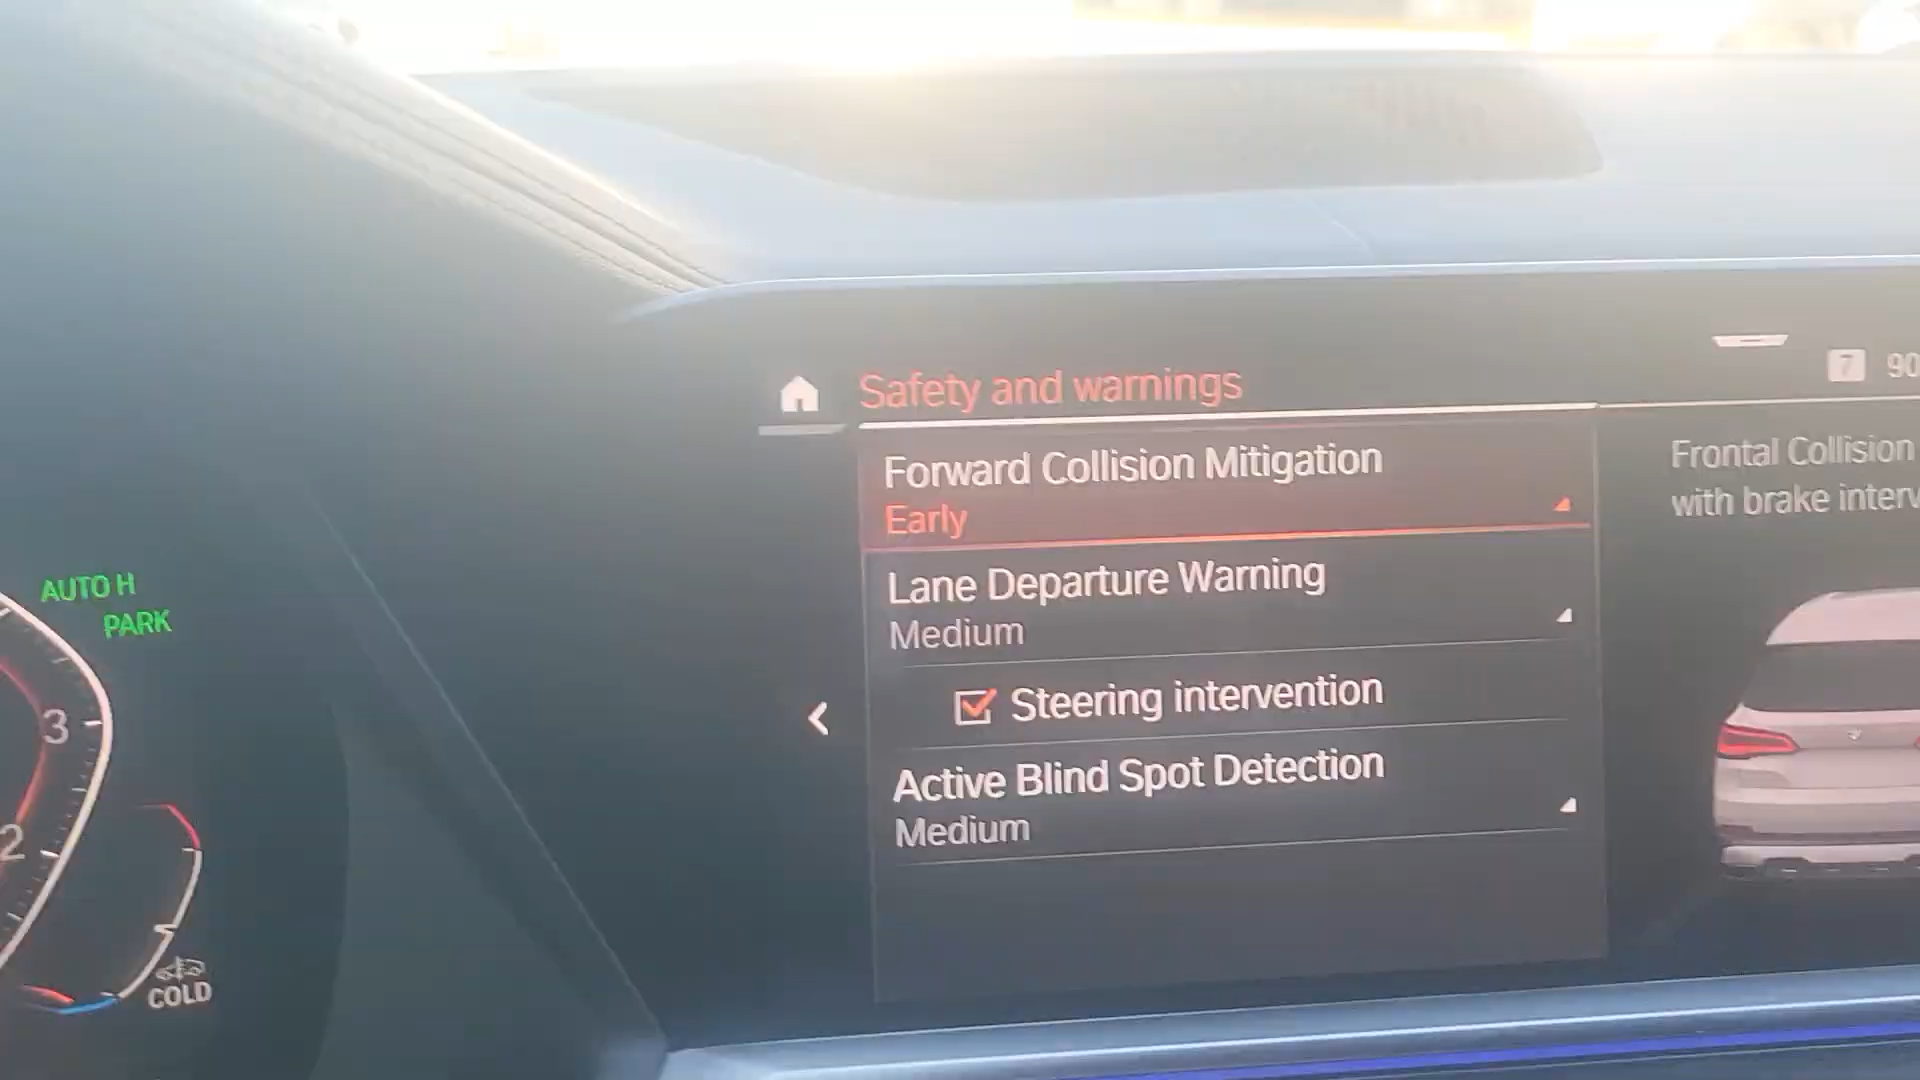 Safety and warnings
7 90
Forward Collision Mitigation
Early
Frontal Collision
with brake interv
Lane Departure Warning
Medium
Steering intervention
Active Blind Spot Detection
Medium
AUTO H
PARK
3
2
COLD